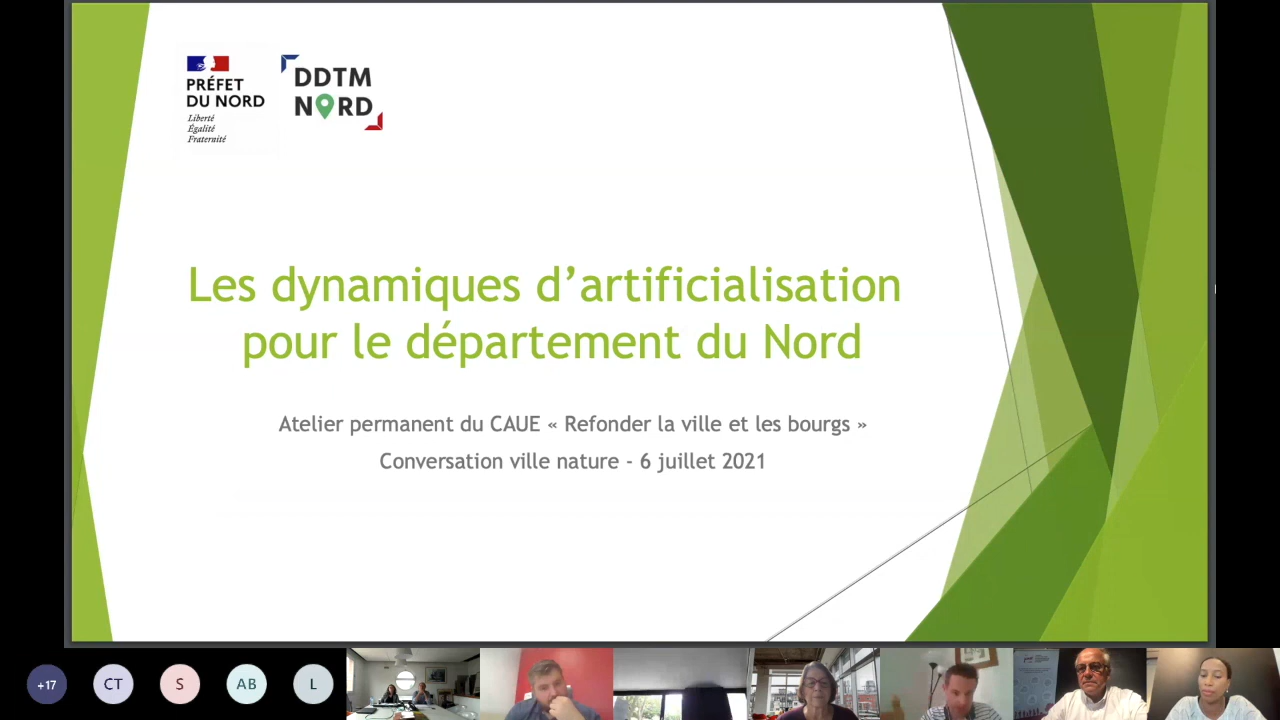 PRÉFET
DU NORD
Liberté
Égalité
Fraternité
DDTM
NORD
Les dynamiques d’artificialisation
pour le département du Nord
Atelier permanent du CAUE « Refonder la ville et les bourgs »
Conversation ville nature - 6 juillet 2021
+17
CT
S
AB
L